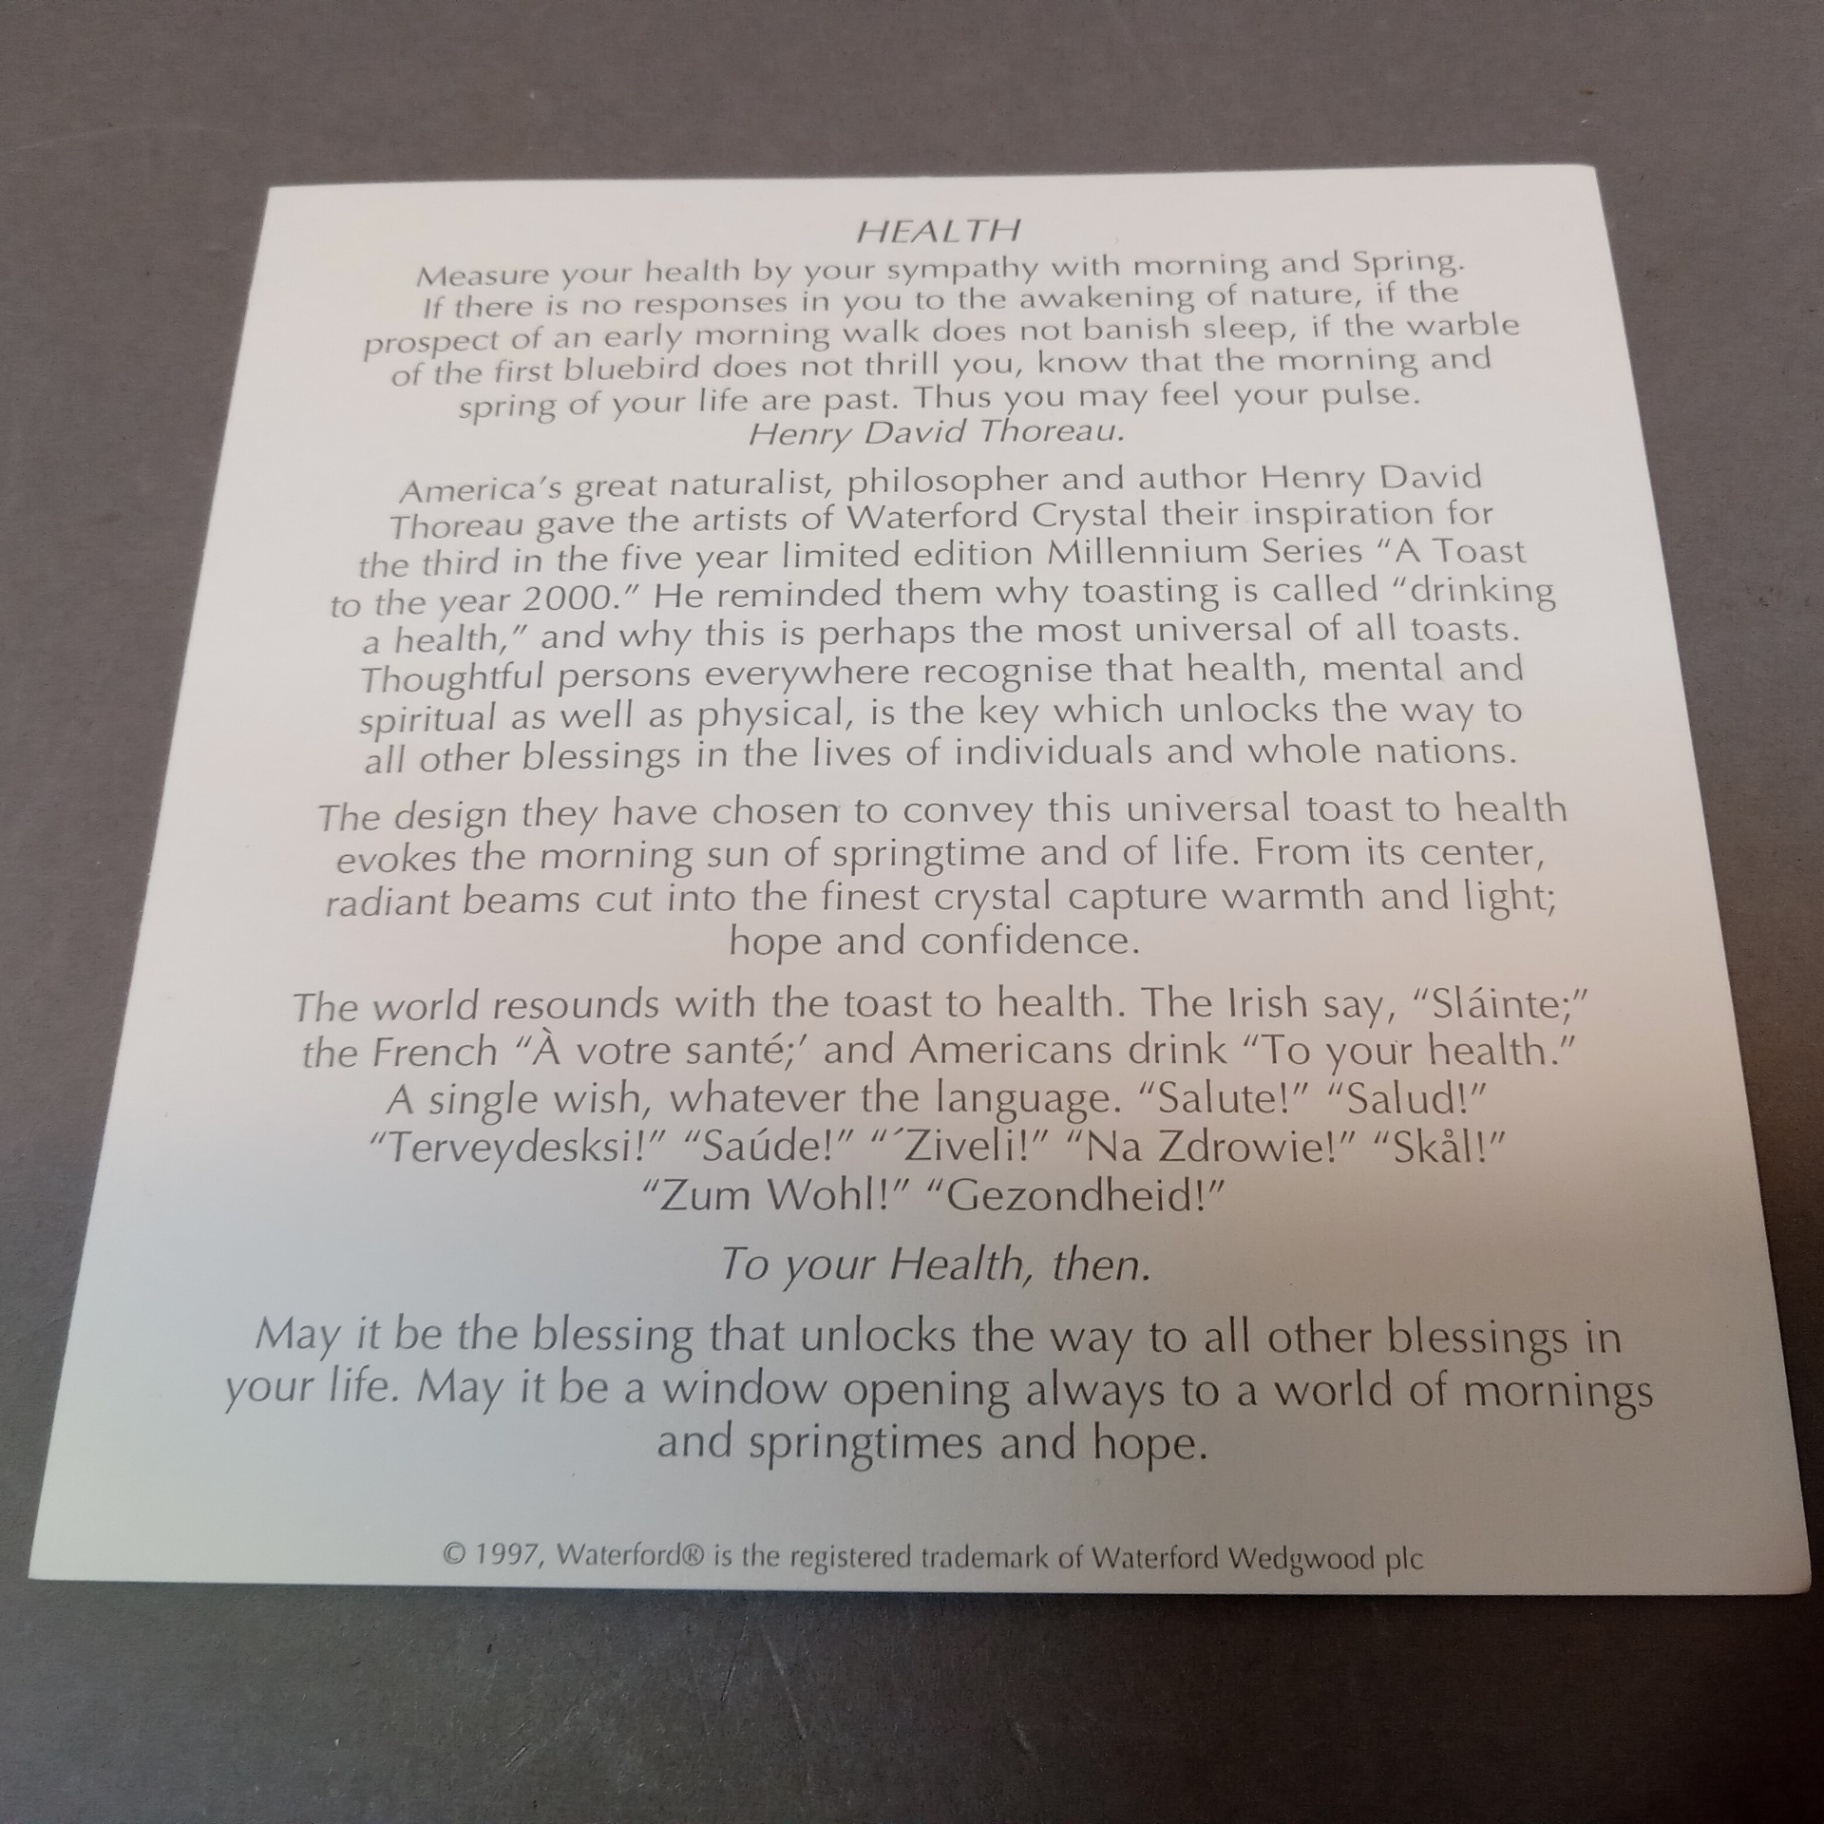 HEALTH
Measure your health by your sympathy with morning and Spring.
If there is no responses in you to the awakening of nature, if the
prospect of an early morning walk does not banish sleep, if the warble
of the first bluebird does not thrill you, know that the morning and
spring of your life are past. Thus you may feel your pulse.
Henry David Thoreau.
America's great naturalist, philosopher and author Henry David
Thoreau gave the artists of Waterford Crystal their inspiration for
the third in the five year limited edition Millennium Series “A Toast
to the year 2000.” He reminded them why toasting is called “drinking
a health,” and why this is perhaps the most universal of all toasts.
Thoughtful persons everywhere recognise that health, mental and
spiritual as well as physical, is the key which unlocks the way to
all other blessings in the lives of individuals and whole nations.
The design they have chosen to convey this universal toast to health
evokes the morning sun of springtime and of life. From its center,
radiant beams cut into the finest crystal capture warmth and light;
hope and confidence.
The world resounds with the toast to health. The Irish say, “Sláinte;”
the French “À votre santé;’ and Americans drink “To your health.”
A single wish, whatever the language. “Salute!” “Salud!”
“Terveydesksi!” “Saúde!” “´Ziveli!” “Na Zdrowie!” “Skål!”
“Zum Wohl!” “Gezondheid!”
To your Health, then.
May it be the blessing that unlocks the way to all other blessings in
your life. May it be a window opening always to a world of mornings
and springtimes and hope.
© 1997, Waterford® is the registered trademark of Waterford Wedgwood plc